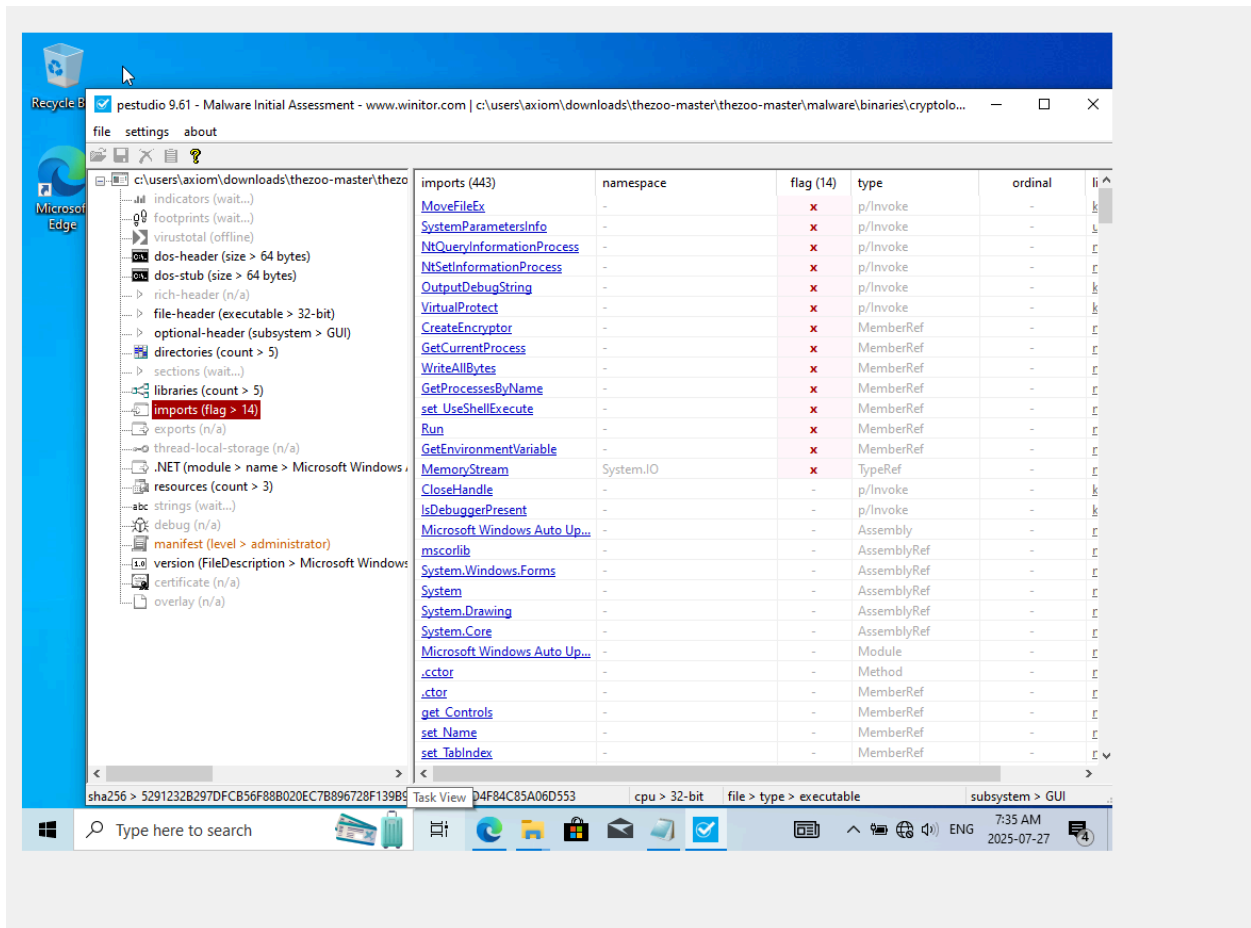 Recycle B
Microsof
Edge
pestudio 9.61 - Malware Initial Assessment - www.winitor.com | c:\users\axiom\downloads\thezoo-master\thezoo-master\malware\binaries\cryptolo...
file settings about
c:\users\axiom\downloads\thezoo-master\thezo
indicators (wait...)
footprints (wait...)
virustotal (offline)
dos-header (size > 64 bytes)
dos-stub (size > 64 bytes)
rich-header (n/a)
file-header (executable > 32-bit)
optional-header (subsystem > GUI)
directories (count > 5)
sections (wait...)
libraries (count > 5)
imports (flag > 14)
exports (n/a)
thread-local-storage (n/a)
.NET (module > name > Microsoft Windows
resources (count > 3)
abc strings (wait...)
debug (n/a)
manifest (level > administrator)
1.0 version (FileDescription > Microsoft Windows
certificate (n/a)
overlay (n/a)
imports (443) namespace flag (14) type ordinal li
MoveFileEx - x p/Invoke - k
SystemParametersInfo - x p/Invoke - u
NtQueryInformationProcess - x p/Invoke - n
NtSetInformationProcess - x p/Invoke - n
OutputDebugString - x p/Invoke - k
VirtualProtect - x p/Invoke - k
CreateEncryptor - x MemberRef -
GetCurrentProcess - x MemberRef -
WriteAllBytes - x MemberRef -
GetProcessesByName - x MemberRef -
set_UseShellExecute - x MemberRef -
Run - x MemberRef -
GetEnvironmentVariable - x MemberRef -
MemoryStream System.IO x TypeRef -
CloseHandle - - p/Invoke - k
IsDebuggerPresent - - p/Invoke - k
Microsoft Windows Auto Up... - - Assembly -
mscorlib - - AssemblyRef -
System.Windows.Forms - - AssemblyRef -
System - - AssemblyRef -
System.Drawing - - AssemblyRef -
System.Core - - AssemblyRef -
Microsoft Windows Auto Up... - - Module -
.cctor - - Method -
.ctor - - MemberRef -
get_Controls - - MemberRef -
set_Name - - MemberRef -
set_TabIndex - - MemberRef -
sha256 > 5291232B297DFCB56F88B020EC7B896728F139B9 D4F84C85A06D553 cpu > 32-bit file > type > executable subsystem > GUI
Task View
Type here to search
ENG
7:35 AM
2025-07-27
4